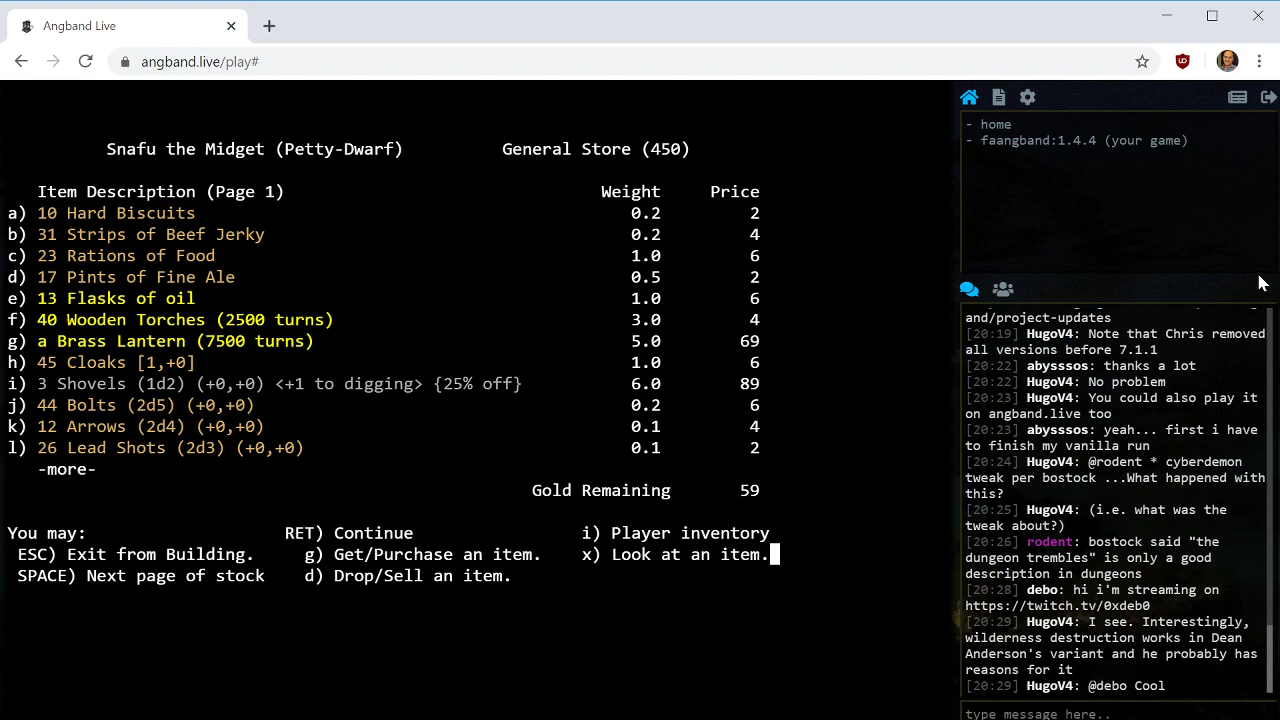 Angband Live
angband.live/play#
Snafu the Midget (Petty-Dwarf) General Store (450)
Item Description (Page 1) Weight Price
a) 10 Hard Biscuits 0.2 2
b) 31 Strips of Beef Jerky 0.2 4
c) 23 Rations of Food 1.0 6
d) 17 Pints of Fine Ale 0.5 2
e) 13 Flasks of oil 1.0 6
f) 40 Wooden Torches (2500 turns) 3.0 4
g) a Brass Lantern (7500 turns) 5.0 69
h) 45 Cloaks [1,+0] 1.0 6
i) 3 Shovels (1d2) (+0,+0) <+1 to digging> {25% off} 6.0 89
j) 44 Bolts (2d5) (+0,+0) 0.2 6
k) 12 Arrows (2d4) (+0,+0) 0.1 4
l) 26 Lead Shots (2d3) (+0,+0) 0.1 2
-more-
Gold Remaining 59
You may: RET) Continue i) Player inventory
ESC) Exit from Building. g) Get/Purchase an item. x) Look at an item.
SPACE) Next page of stock d) Drop/Sell an item.
- home
- faangband:1.4.4 (your game)
and/project-updates
[20:19] HugoV4: Note that Chris removed
all versions before 7.1.1
[20:22] abysssos: thanks a lot
[20:22] HugoV4: No problem
[20:23] HugoV4: You could also play it
on angband.live too
[20:23] abysssos: yeah... first i have
to finish my vanilla run
[20:24] HugoV4: @rodent * cyberdemon
tweak per bostock ...What happened with
this?
[20:25] HugoV4: (i.e. what was the
tweak about?)
[20:26] rodent: bostock said "the
dungeon trembles" is only a good
description in dungeons
[20:28] debo: hi i'm streaming on
https://twitch.tv/0xdeb0
[20:29] HugoV4: I see. Interestingly,
wilderness destruction works in Dean
Anderson's variant and he probably has
reasons for it
[20:29] HugoV4: @debo Cool
type message here..